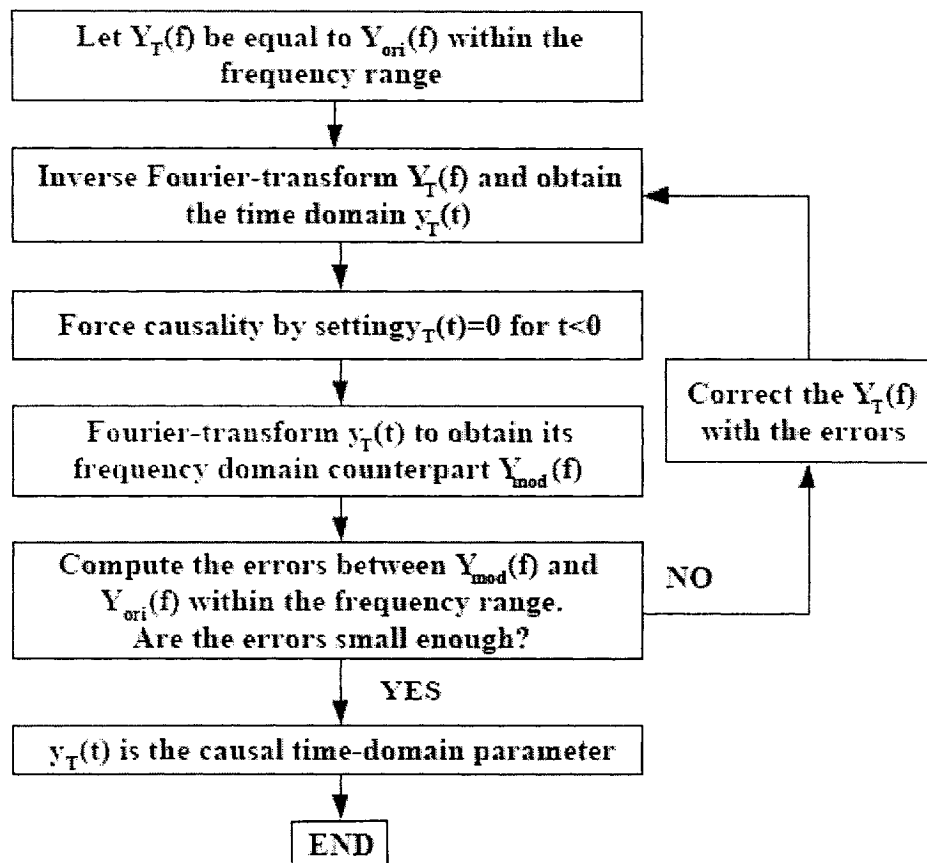 Let Y_T(f) be equal to Y_ori(f) within the
frequency range
Inverse Fourier-transform Y_T(f) and obtain
the time domain y_T(t)
Force causality by settingy_T(t)=0 for t<0
Fourier-transform y_T(t) to obtain its
frequency domain counterpart Y_mod(f)
Compute the errors between Y_mod(f) and
Y_ori(f) within the frequency range.
Are the errors small enough?
NO
Correct the Y_T(f)
with the errors
YES
y_T(t) is the causal time-domain parameter
END